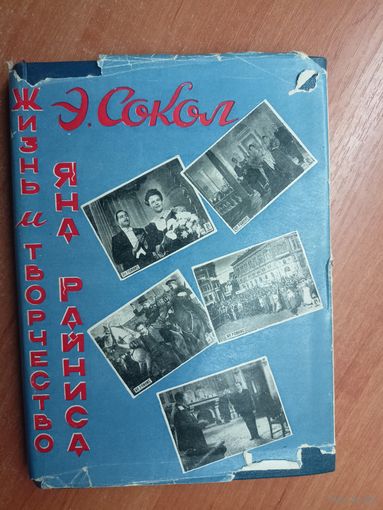 Э. Сокол
ЖИЗНЬ И ТВОРЧЕСТВО
ЯНА РАЙНИСА